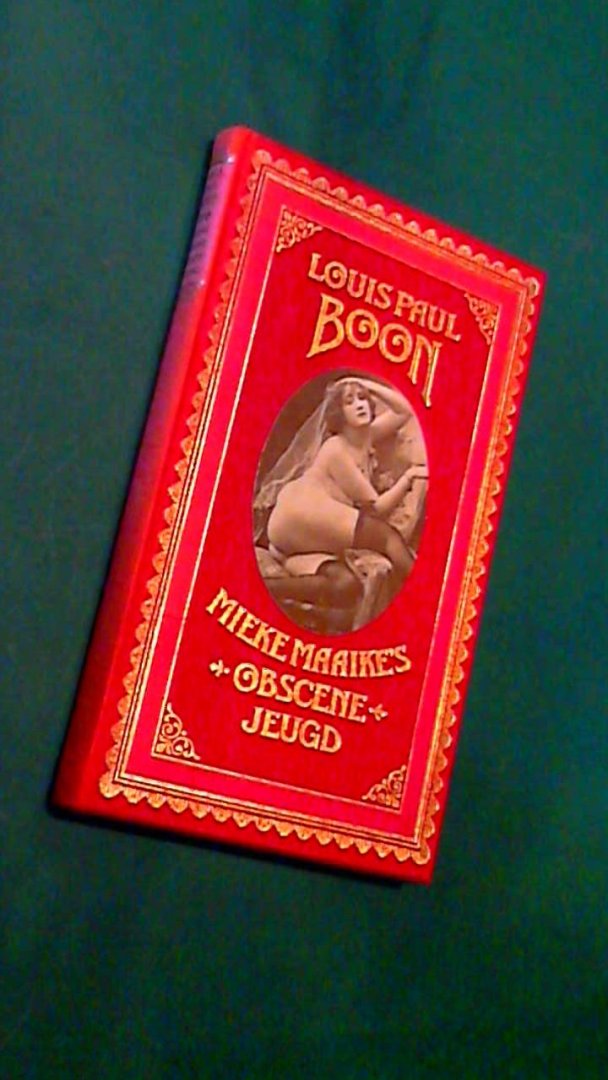 LOUIS PAUL
BOON
MIEKE MAAIKE'S
OBSCENE
JEUGD